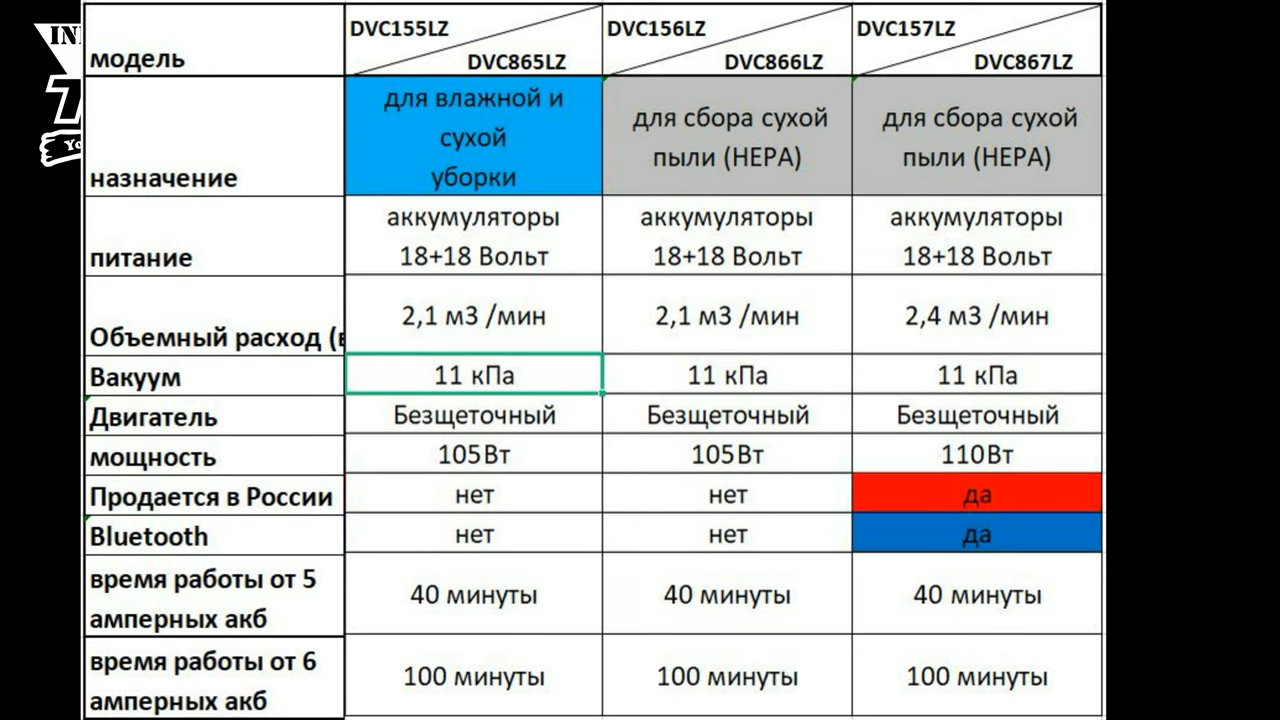 IN
7
Yo
модель
DVC155LZ
DVC865LZ
DVC156LZ
DVC866LZ
DVC157LZ
DVC867LZ
назначение
для влажной и
сухой
уборки
для сбора сухой
пыли (HEPA)
для сбора сухой
пыли (HEPA)
питание
аккумуляторы
18+18 Вольт
аккумуляторы
18+18 Вольт
аккумуляторы
18+18 Вольт
Объемный расход (в
2,1 м3 /мин
2,1 м3 /мин
2,4 м3 /мин
Вакуум
11 кПа
11 кПа
11 кПа
Двигатель
Безщеточный
Безщеточный
Безщеточный
мощность
105Вт
105Вт
110Вт
Продается в России
нет
нет
да
Bluetooth
нет
нет
да
время работы от 5
амперных акб
40 минуты
40 минуты
40 минуты
время работы от 6
амперных акб
100 минуты
100 минуты
100 минуты